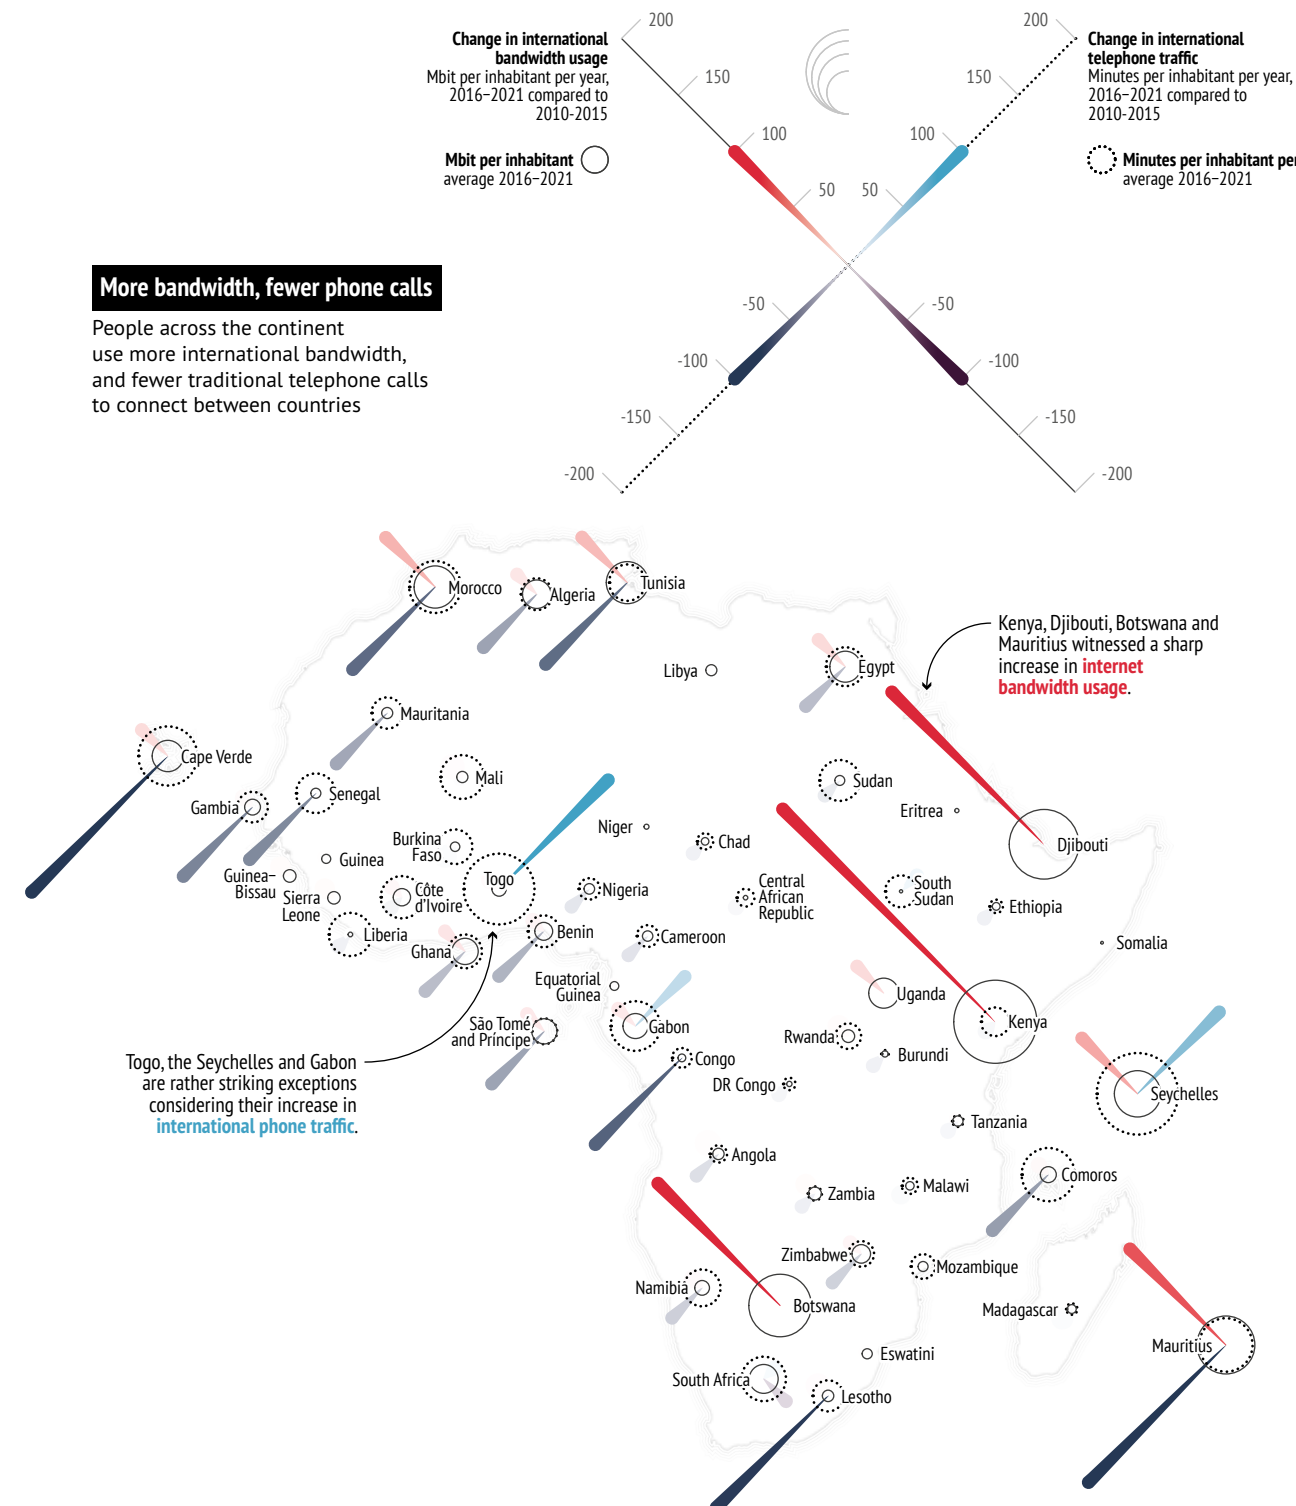 Change in international
bandwidth usage
Mbit per inhabitant per year,
2016–2021 compared to
2010-2015
Mbit per inhabitant
average 2016–2021
200
150
100
50
-50
-100
-150
-200
200
150
100
50
-50
-100
-150
-200
Change in international
telephone traffic
Minutes per inhabitant per year,
2016–2021 compared to
2010-2015
Minutes per inhabitant per
average 2016–2021
More bandwidth, fewer phone calls
People across the continent
use more international bandwidth,
and fewer traditional telephone calls
to connect between countries
Morocco
Algeria
Tunisia
Libya
Egypt
Kenya, Djibouti, Botswana and
Mauritius witnessed a sharp
increase in internet
bandwidth usage.
Mauritania
Cape Verde
Mali
Sudan
Senegal
Gambia
Eritrea
Niger
Burkina
Faso
Chad
Djibouti
Guinea
Guinea–
Bissau
Togo
Nigeria
Côte
d'Ivoire
Sierra
Leone
Central
African
Republic
South
Sudan
Ethiopia
Liberia
Ghana
Benin
Cameroon
Somalia
Equatorial
Guinea
Uganda
Kenya
São Tomé
and Príncipe
Gabon
Rwanda
Burundi
Congo
DR Congo
Togo, the Seychelles and Gabon
are rather striking exceptions
considering their increase in
international phone traffic.
Seychelles
Tanzania
Angola
Comoros
Zambia
Malawi
Zimbabwe
Mozambique
Namibia
Botswana
Madagascar
Mauritius
Eswatini
South Africa
Lesotho